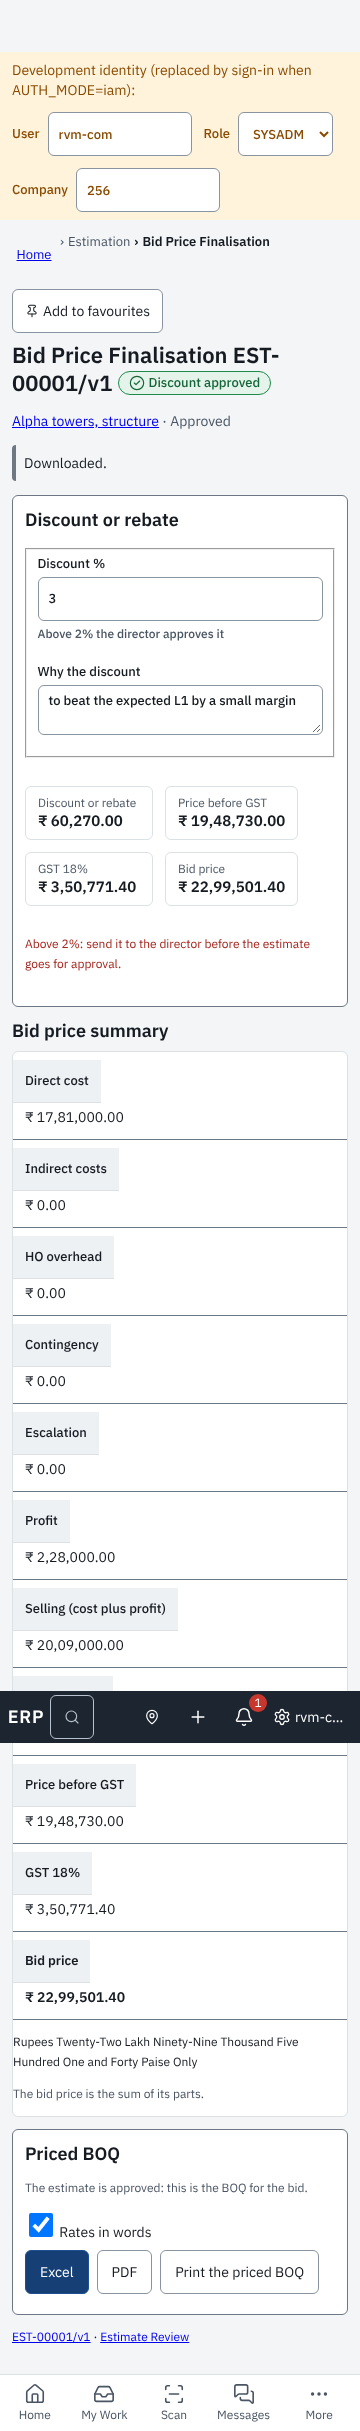 Development identity (replaced by sign-in when
AUTH_MODE=iam):
User rvm-com Role SYSADM
Company 256
Home › Estimation › Bid Price Finalisation
Add to favourites
Bid Price Finalisation EST-
00001/v1 Discount approved
Alpha towers, structure · Approved
Downloaded.
Discount or rebate
Discount %
3
Above 2% the director approves it
Why the discount
to beat the expected L1 by a small margin
Discount or rebate Price before GST
₹ 60,270.00 ₹ 19,48,730.00
GST 18% Bid price
₹ 3,50,771.40 ₹ 22,99,501.40
Above 2%: send it to the director before the estimate
goes for approval.
Bid price summary
Direct cost
₹ 17,81,000.00
Indirect costs
₹ 0.00
HO overhead
₹ 0.00
Contingency
₹ 0.00
Escalation
₹ 0.00
Profit
₹ 2,28,000.00
Selling (cost plus profit)
₹ 20,09,000.00
ERP 1 rvm-c...
Price before GST
₹ 19,48,730.00
GST 18%
₹ 3,50,771.40
Bid price
₹ 22,99,501.40
Rupees Twenty-Two Lakh Ninety-Nine Thousand Five
Hundred One and Forty Paise Only
The bid price is the sum of its parts.
Priced BOQ
The estimate is approved: this is the BOQ for the bid.
Rates in words
Excel PDF Print the priced BOQ
EST-00001/v1 · Estimate Review
Home My Work Scan Messages More